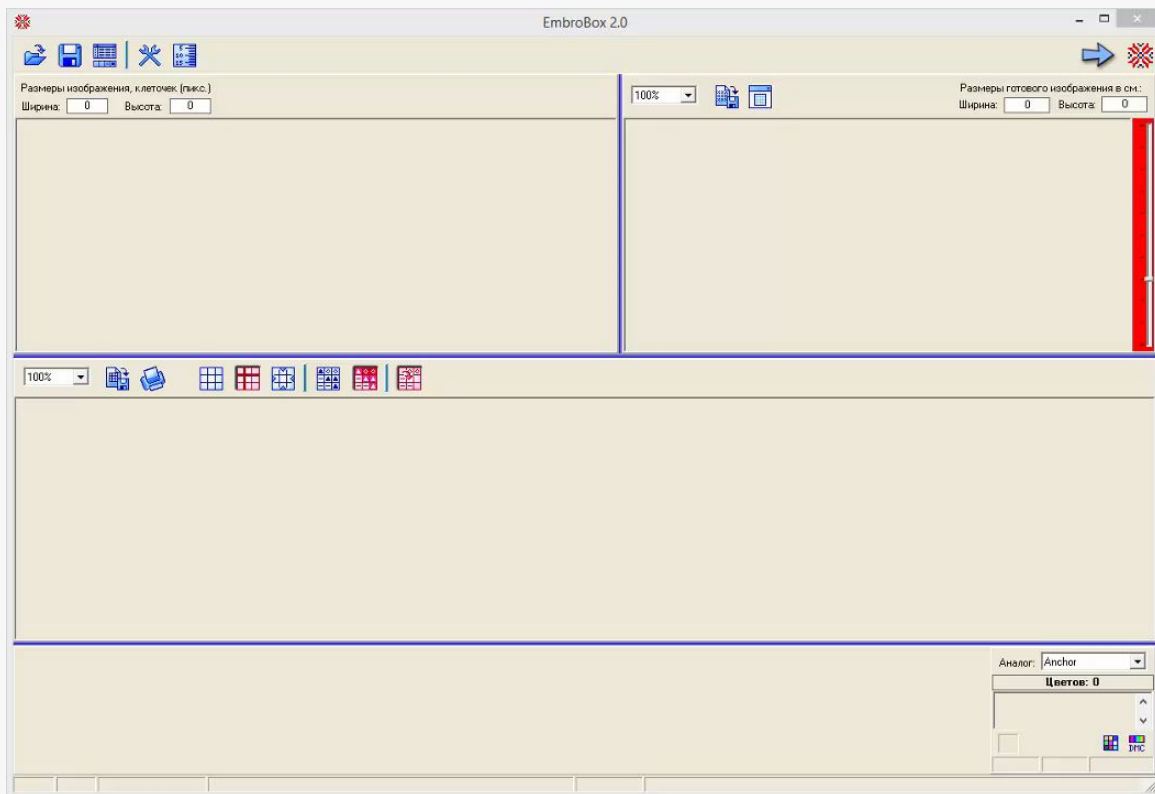 EmbroBox 2.0
Размеры изображения, клеточек (пикс.)
Ширина: 0 Высота: 0
100%
Размеры готового изображения в см.:
Ширина: 0 Высота: 0
100%
Аналог: Anchor
Цветов: 0
DMC